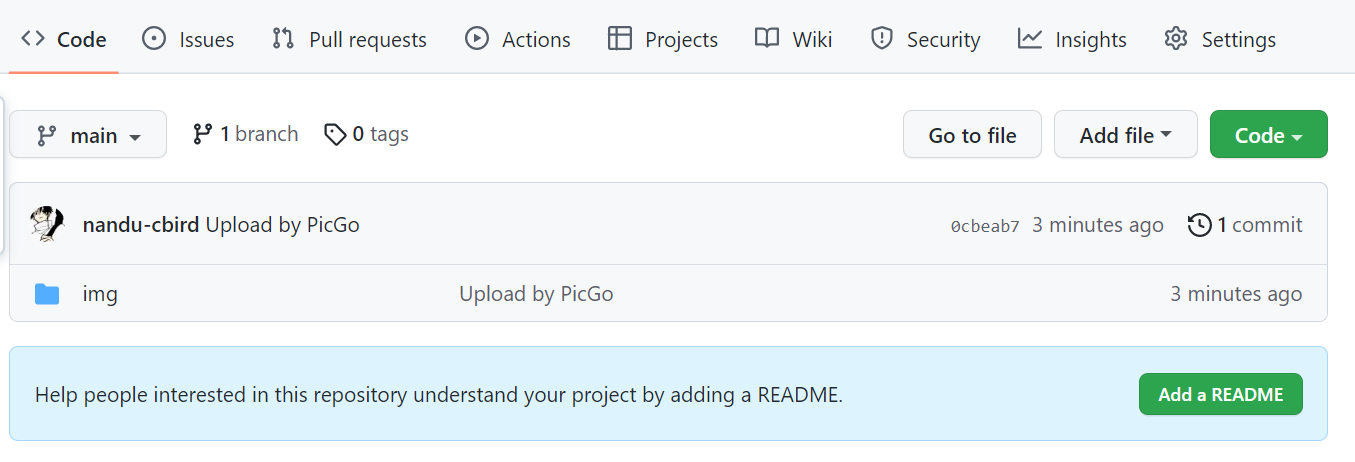 Code Issues Pull requests Actions Projects Wiki Security Insights Settings
main 1 branch 0 tags Go to file Add file Code
nandu-cbird Upload by PicGo 0cbeab7 3 minutes ago 1 commit
img Upload by PicGo 3 minutes ago
Help people interested in this repository understand your project by adding a README. Add a README